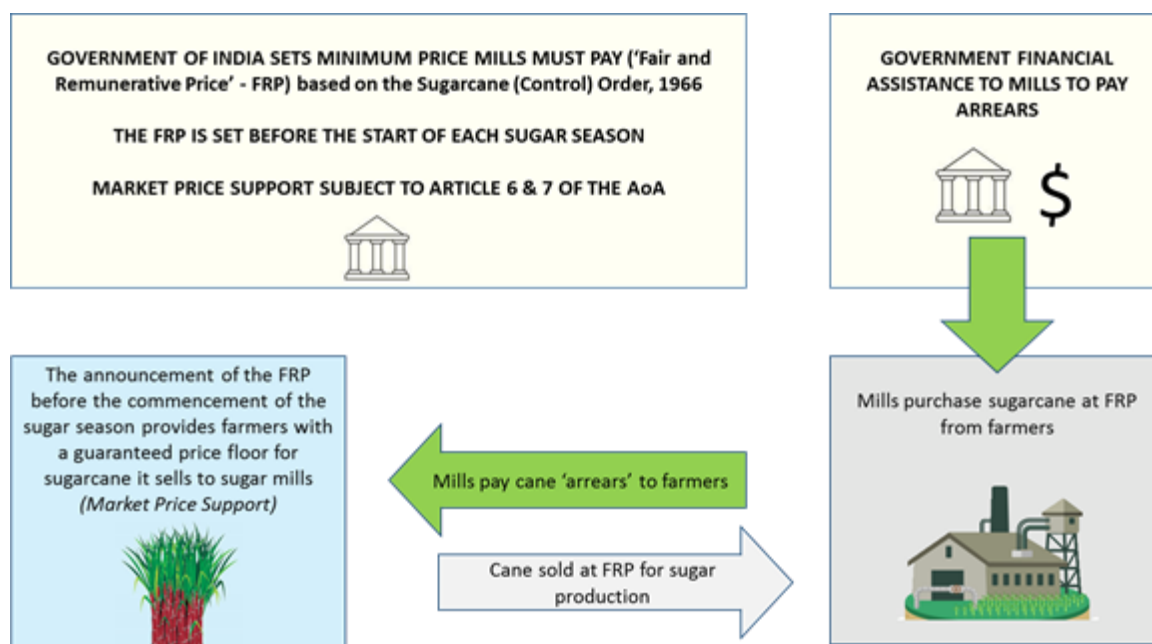 GOVERNMENT OF INDIA SETS MINIMUM PRICE MILLS MUST PAY (‘Fair and
Remunerative Price’ - FRP) based on the Sugarcane (Control) Order, 1966
THE FRP IS SET BEFORE THE START OF EACH SUGAR SEASON
MARKET PRICE SUPPORT SUBJECT TO ARTICLE 6 & 7 OF THE AoA
GOVERNMENT FINANCIAL
ASSISTANCE TO MILLS TO PAY
ARREARS
$
The announcement of the FRP
before the commencement of the
sugar season provides farmers with
a guaranteed price floor for
sugarcane it sells to sugar mills
(Market Price Support)
Mills pay cane ‘arrears’ to farmers
Cane sold at FRP for sugar
production
Mills purchase sugarcane at FRP
from farmers